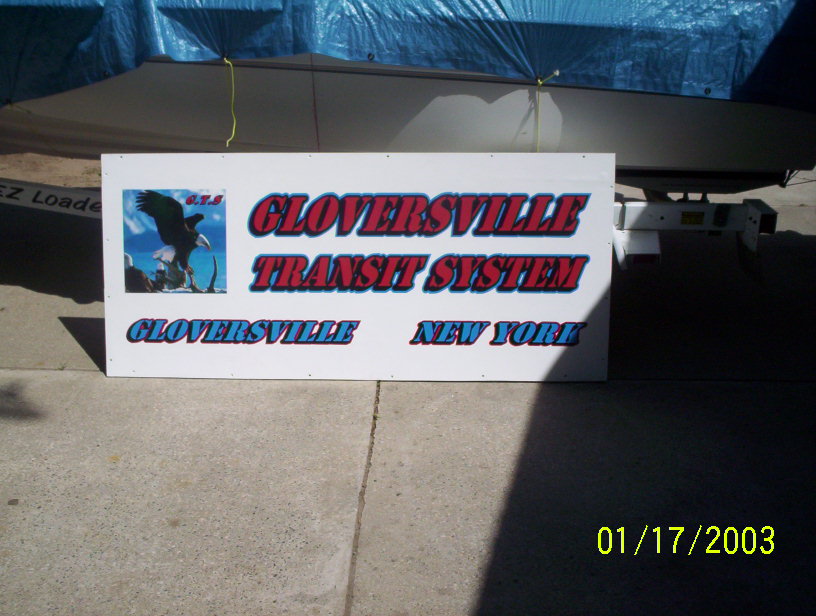 EZ Loade
G.T.S
GLOVERSVILLE
TRANSIT SYSTEM
GLOVERSVILLE NEW YORK
01/17/2003